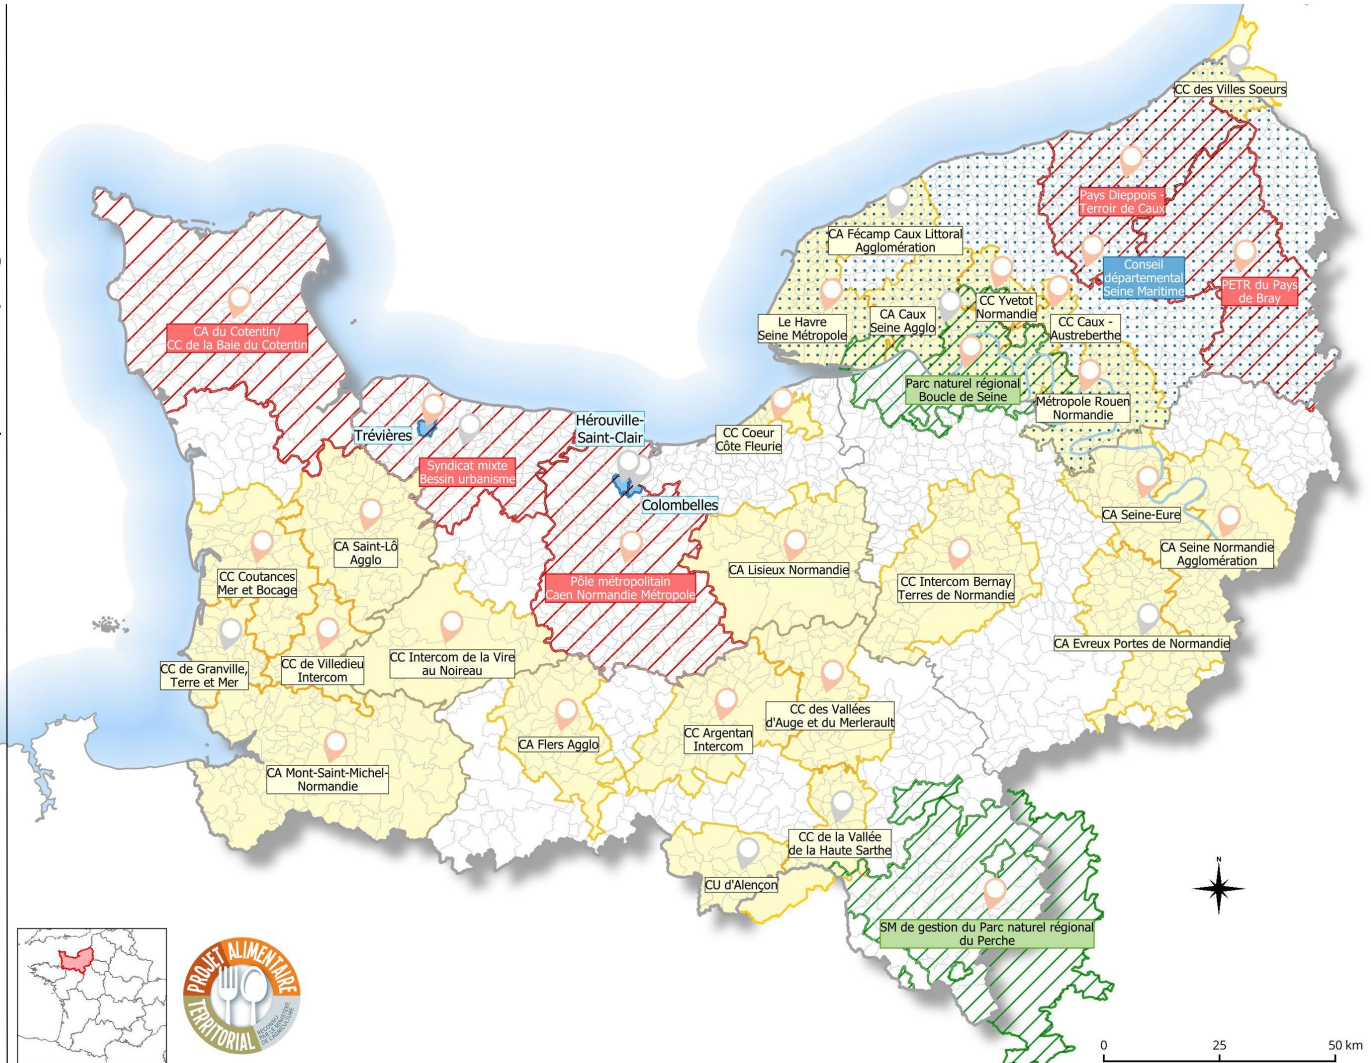 CC des Villes Soeurs
Pays Dieppois -
Terroir de Caux
CA Fécamp Caux Littoral
Agglomération
Conseil
départemental
Seine Maritime
PETR du Pays
de Bray
CC Yvetot
Normandie
CA Caux
Seine Agglo
Le Havre
Seine Métropole
CC Caux -
Austreberthe
CA du Cotentin/
CC de la Baie du Cotentin
Parc naturel régional
Boucle de Seine
Métropole Rouen
Normandie
Hérouville-
Saint-Clair
Trévières
CC Coeur
Côte Fleurie
Syndicat mixte
Bessin urbanisme
Colombelles
CA Seine-Eure
CA Saint-Lô
Agglo
CA Seine Normandie
Agglomération
CA Lisieux Normandie
CC Coutances
Mer et Bocage
Pôle métropolitain
Caen Normandie Métropole
CC Intercom Bernay
Terres de Normandie
CA Evreux Portes de Normandie
CC de Granville,
Terre et Mer
CC de Villedieu
Intercom
CC Intercom de la Vire
au Noireau
CC des Vallées
d'Auge et du Merlerault
CC Argentan
Intercom
CA Flers Agglo
CA Mont-Saint-Michel-
Normandie
CC de la Vallée
de la Haute Sarthe
CU d'Alençon
SM de gestion du Parc naturel régional
du Perche
N
PROJET ALIMENTAIRE
TERRITORIAL
RECONNU
PAR LE MINISTÈRE
DE L'AGRICULTURE
0 25 50 km